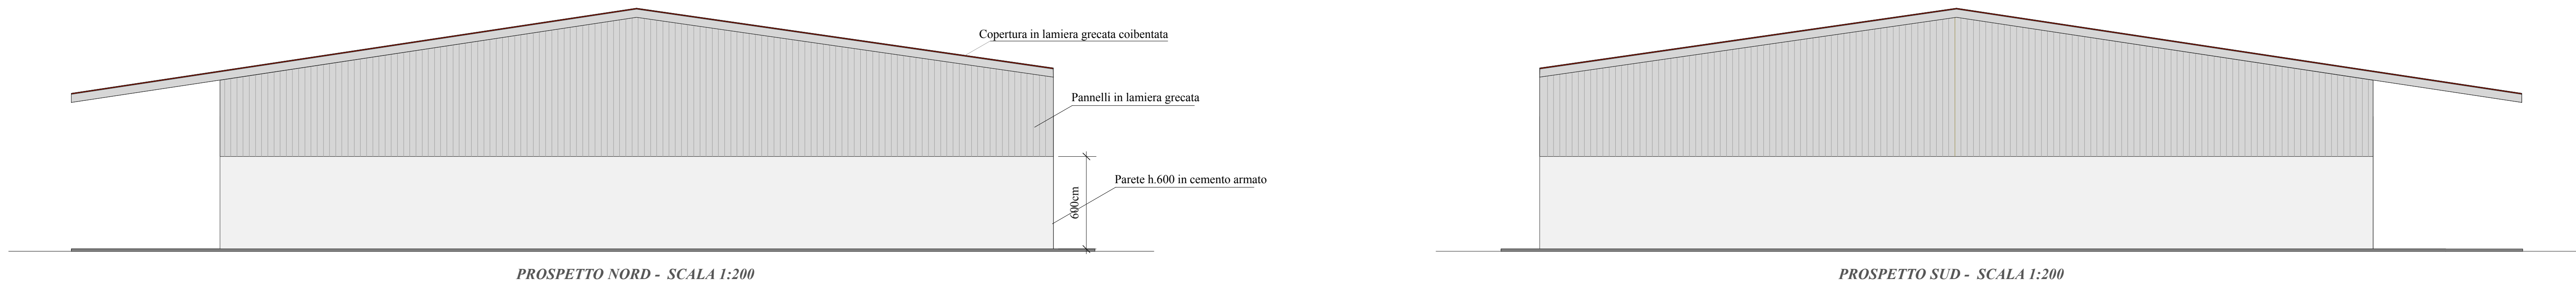 Copertura in lamiera grecata coibentata
Pannelli in lamiera grecata
Parete h.600 in cemento armato
600cm
PROSPETTO NORD - SCALA 1:200
PROSPETTO SUD - SCALA 1:200